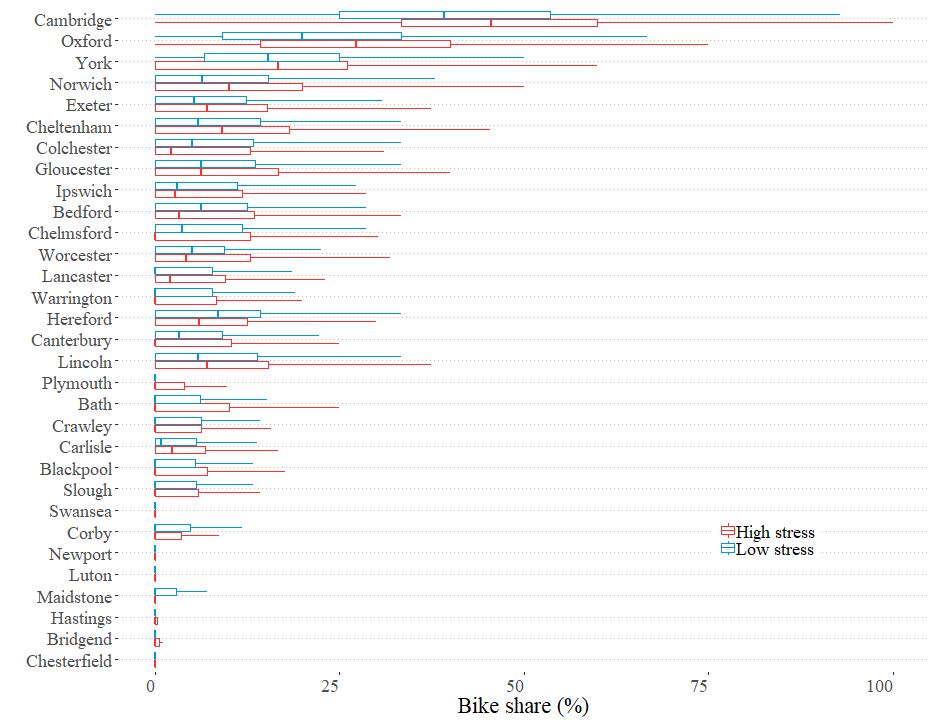 Cambridge
Oxford
York
Norwich
Exeter
Cheltenham
Colchester
Gloucester
Ipswich
Bedford
Chelmsford
Worcester
Lancaster
Warrington
Hereford
Canterbury
Lincoln
Plymouth
Bath
Crawley
Carlisle
Blackpool
Slough
Swansea
Corby
High stress
Low stress
Newport
Luton
Maidstone
Hastings
Bridgend
Chesterfield
0 25 50 75 100
Bike share (%)